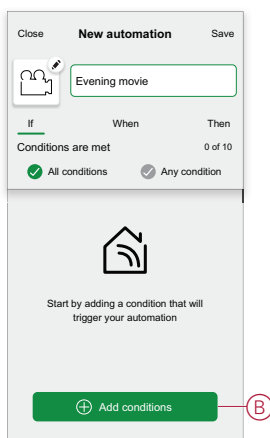 Close New automation Save
Evening movie
If When Then
Conditions are met 0 of 10
All conditions Any condition
Start by adding a condition that will
trigger your automation
Add conditions B